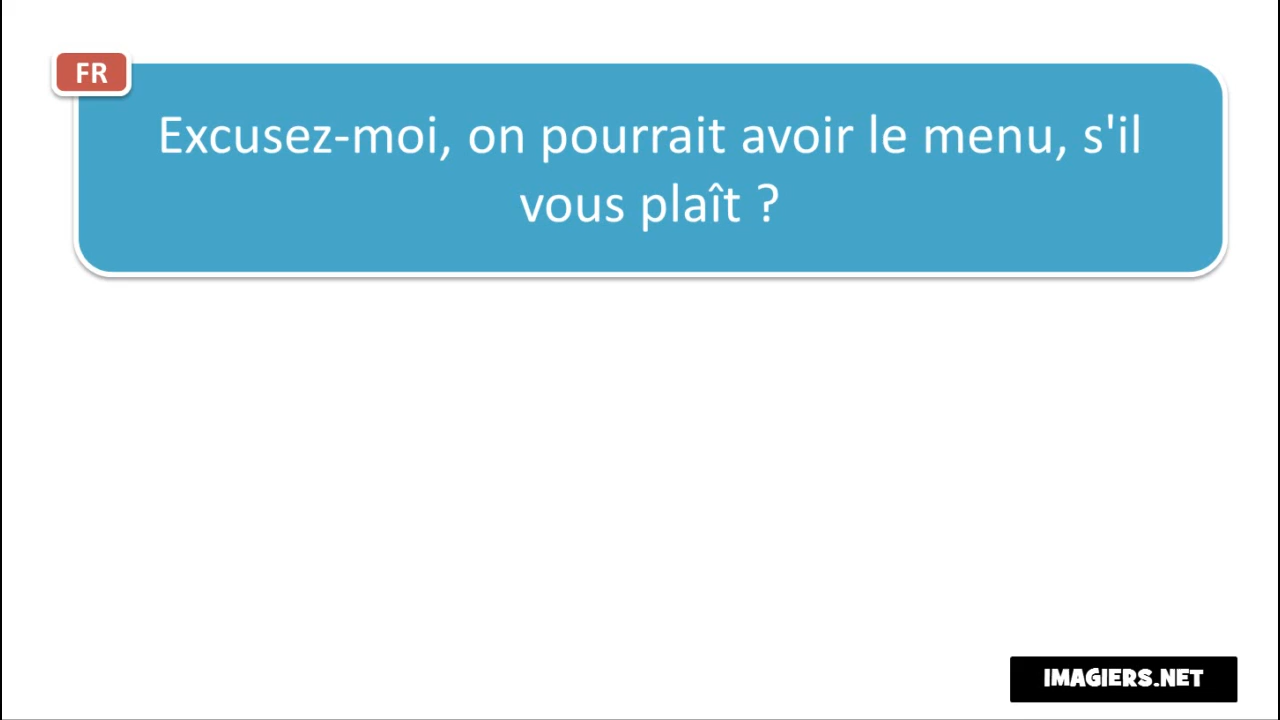 FR
Excusez-moi, on pourrait avoir le menu, s'il
vous plaît ?
IMAGIERS.NET